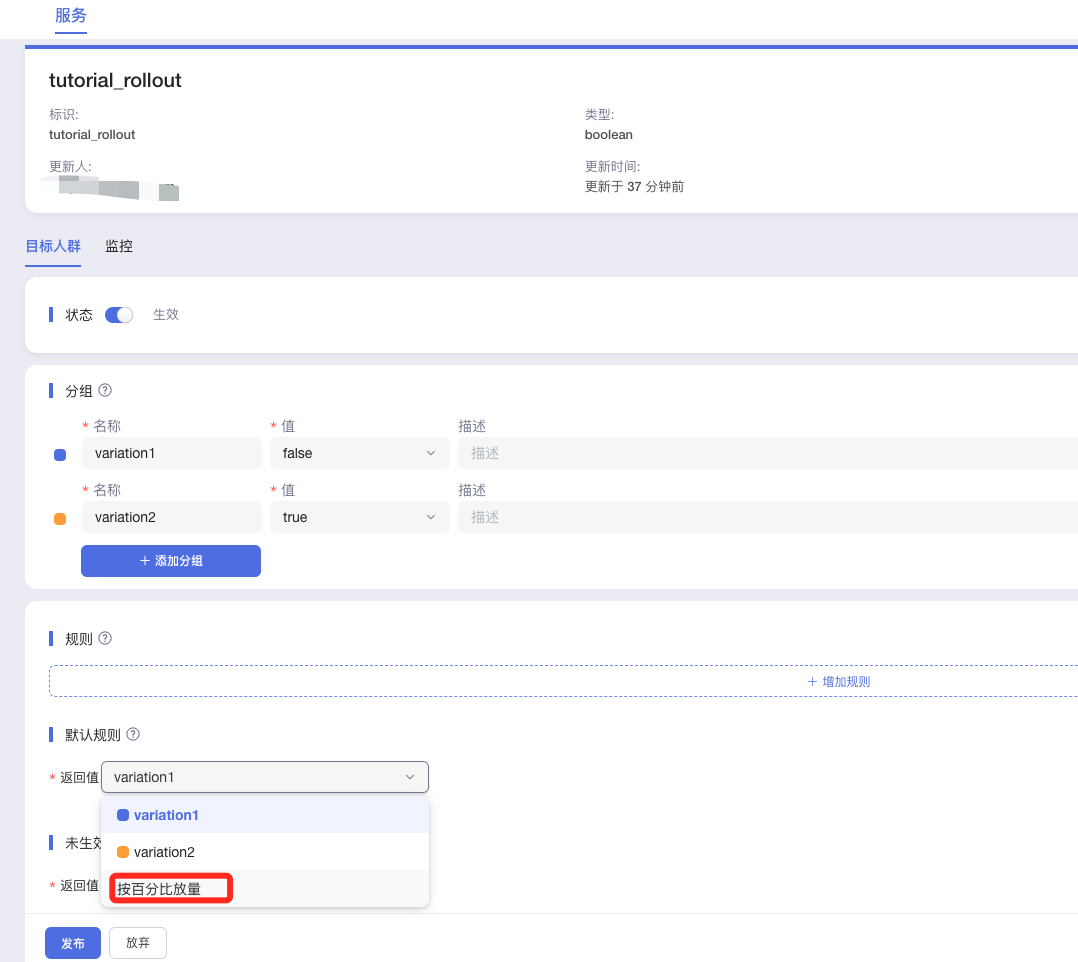 服务
tutorial_rollout
标识: 类型:
tutorial_rollout boolean
更新人: 更新时间:
更新于 37 分钟前
目标人群 监控
状态 生效
分组 ?
* 名称 * 值 描述
variation1 false 描述
* 名称 * 值 描述
variation2 true 描述
+ 添加分组
规则 ?
+ 增加规则
默认规则 ?
* 返回值 variation1
variation1
未生效
variation2
* 返回值
按百分比放量
发布 放弃